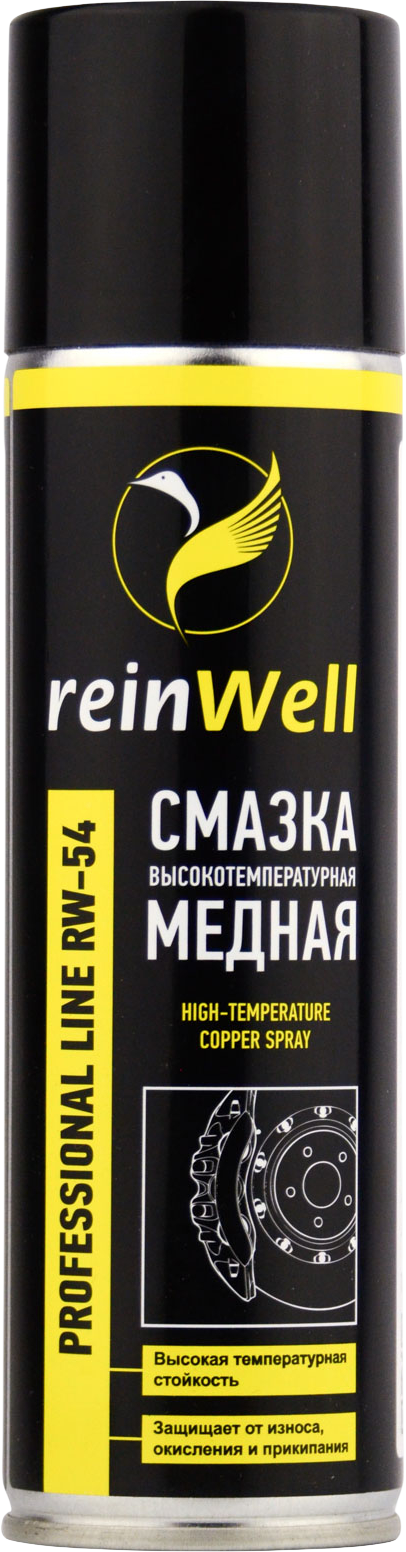 reinWell
PROFESSIONAL LINE RW-54
СМАЗКА
ВЫСОКОТЕМПЕРАТУРНАЯ
МЕДНАЯ
HIGH-TEMPERATURE
COPPER SPRAY
Высокая температурная
стойкость
Защищает от износа,
окисления и прикипания